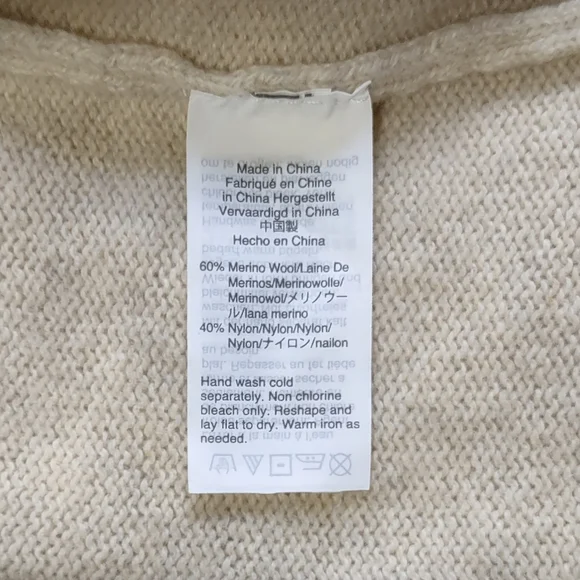 Made in China
Fabriqué en Chine
in China Hergestellt
Vervaardigd in China
中国製
Hecho en China
60% Merino Wool/Laine De
Merinos/Merinowolle/
Merinowol/メリノウー
ル/lana merino
40% Nylon/Nylon/Nylon/
Nylon/ナイロン/nailon
Hand wash cold
separately. Non chlorine
bleach only. Reshape and
lay flat to dry. Warm iron as
needed.